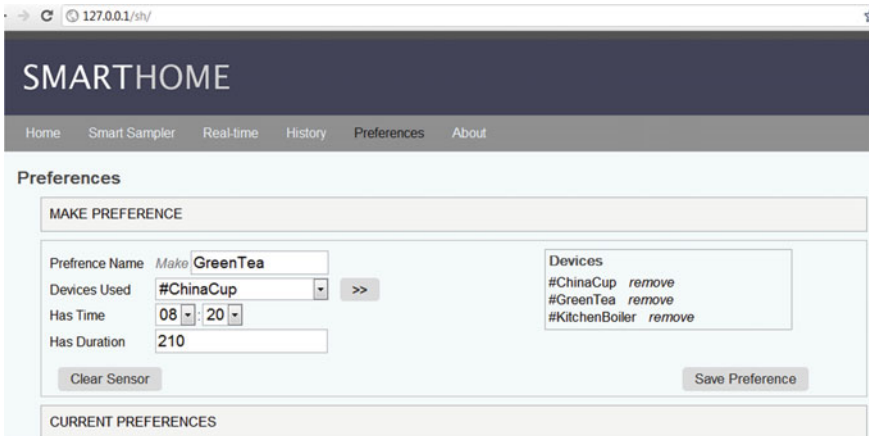 127.0.0.1/sh/
SMARTHOME
Home Smart Sampler Real-time History Preferences About
Preferences
MAKE PREFERENCE
Prefrence Name Make GreenTea
Devices Used #ChinaCup >>
Has Time 08 : 20
Has Duration 210
Clear Sensor
Devices
#ChinaCup remove
#GreenTea remove
#KitchenBoiler remove
Save Preference
CURRENT PREFERENCES